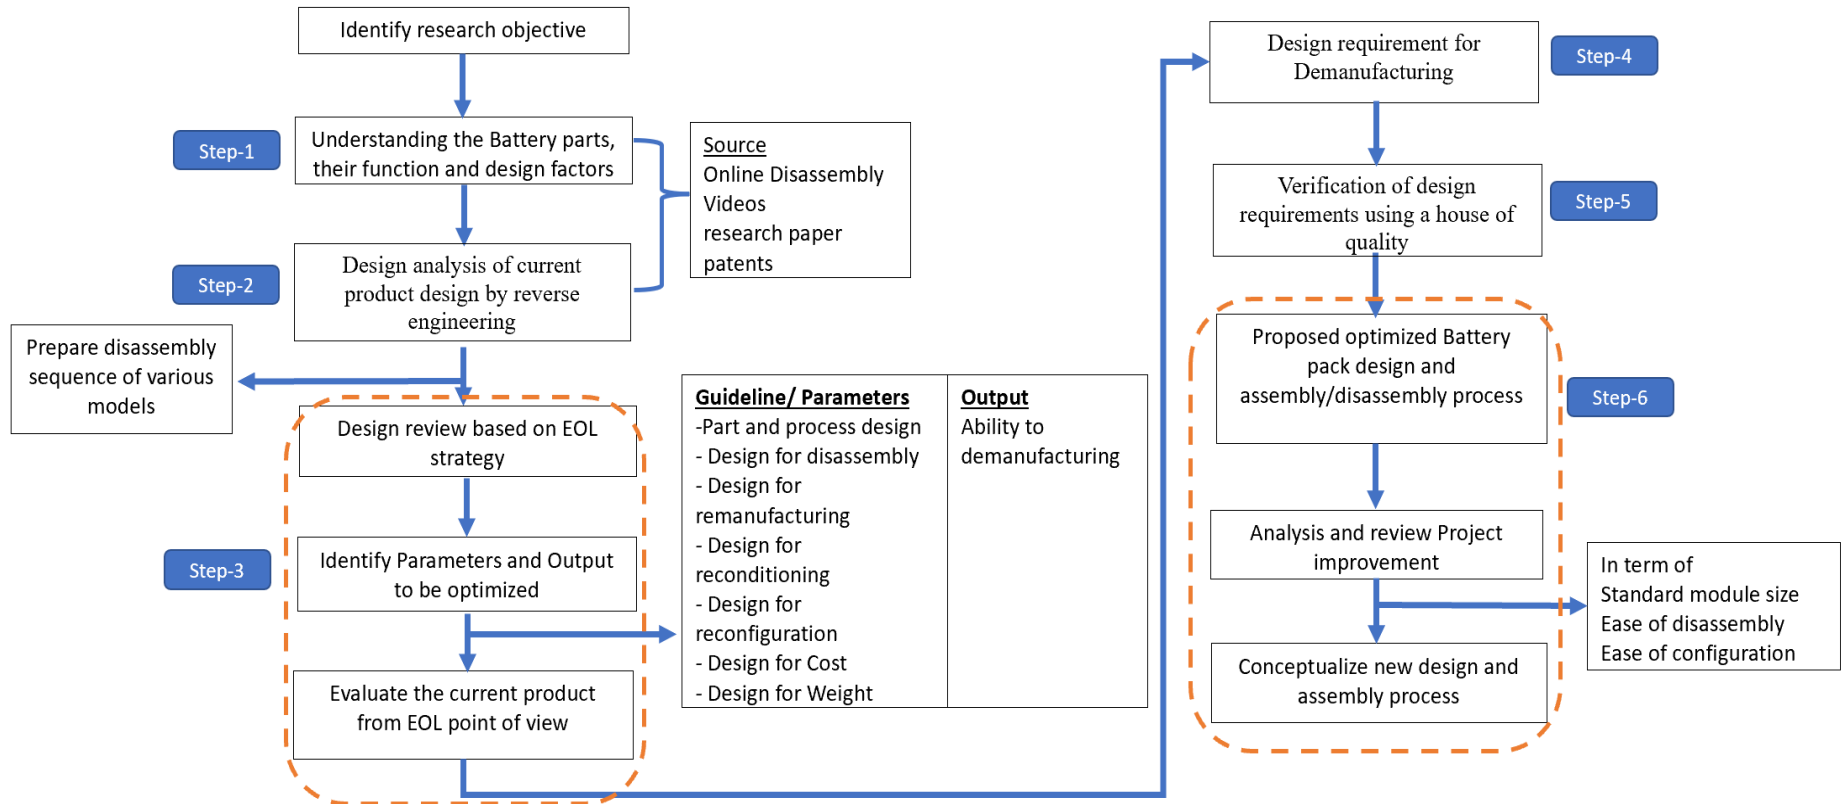 Identify research objective
Step-1
Understanding the Battery parts,
their function and design factors
Source
Online Disassembly
Videos
research paper
patents
Step-2
Design analysis of current
product design by reverse
engineering
Prepare disassembly
sequence of various
models
Design review based on EOL
strategy
Step-3
Identify Parameters and Output
to be optimized
Guideline/ Parameters
-Part and process design
- Design for disassembly
- Design for
remanufacturing
- Design for
reconditioning
- Design for
reconfiguration
- Design for Cost
- Design for Weight
Output
Ability to
demanufacturing
Evaluate the current product
from EOL point of view
Design requirement for
Demanufacturing
Step-4
Verification of design
requirements using a house of
quality
Step-5
Proposed optimized Battery
pack design and
assembly/disassembly process
Step-6
Analysis and review Project
improvement
In term of
Standard module size
Ease of disassembly
Ease of configuration
Conceptualize new design and
assembly process